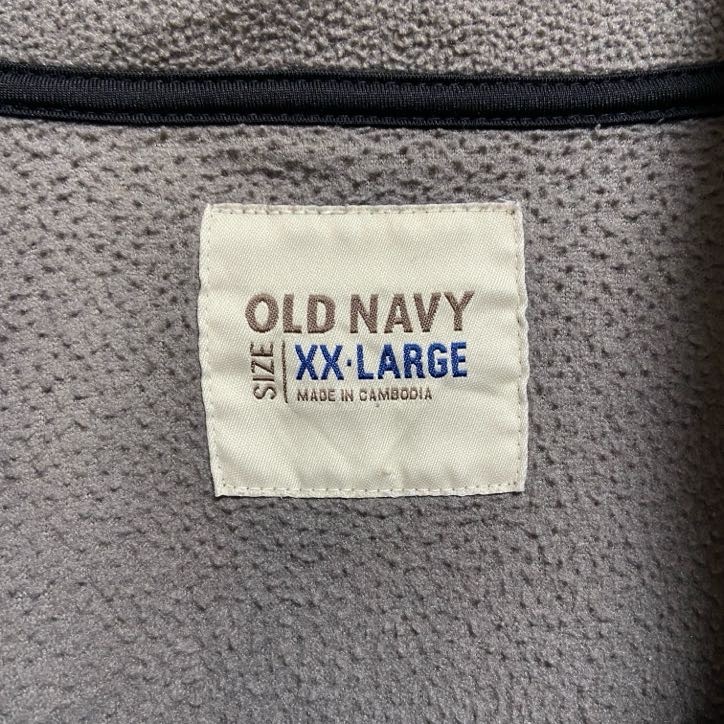 OLD NAVY
SIZE
XX-LARGE
MADE IN CAMBODIA